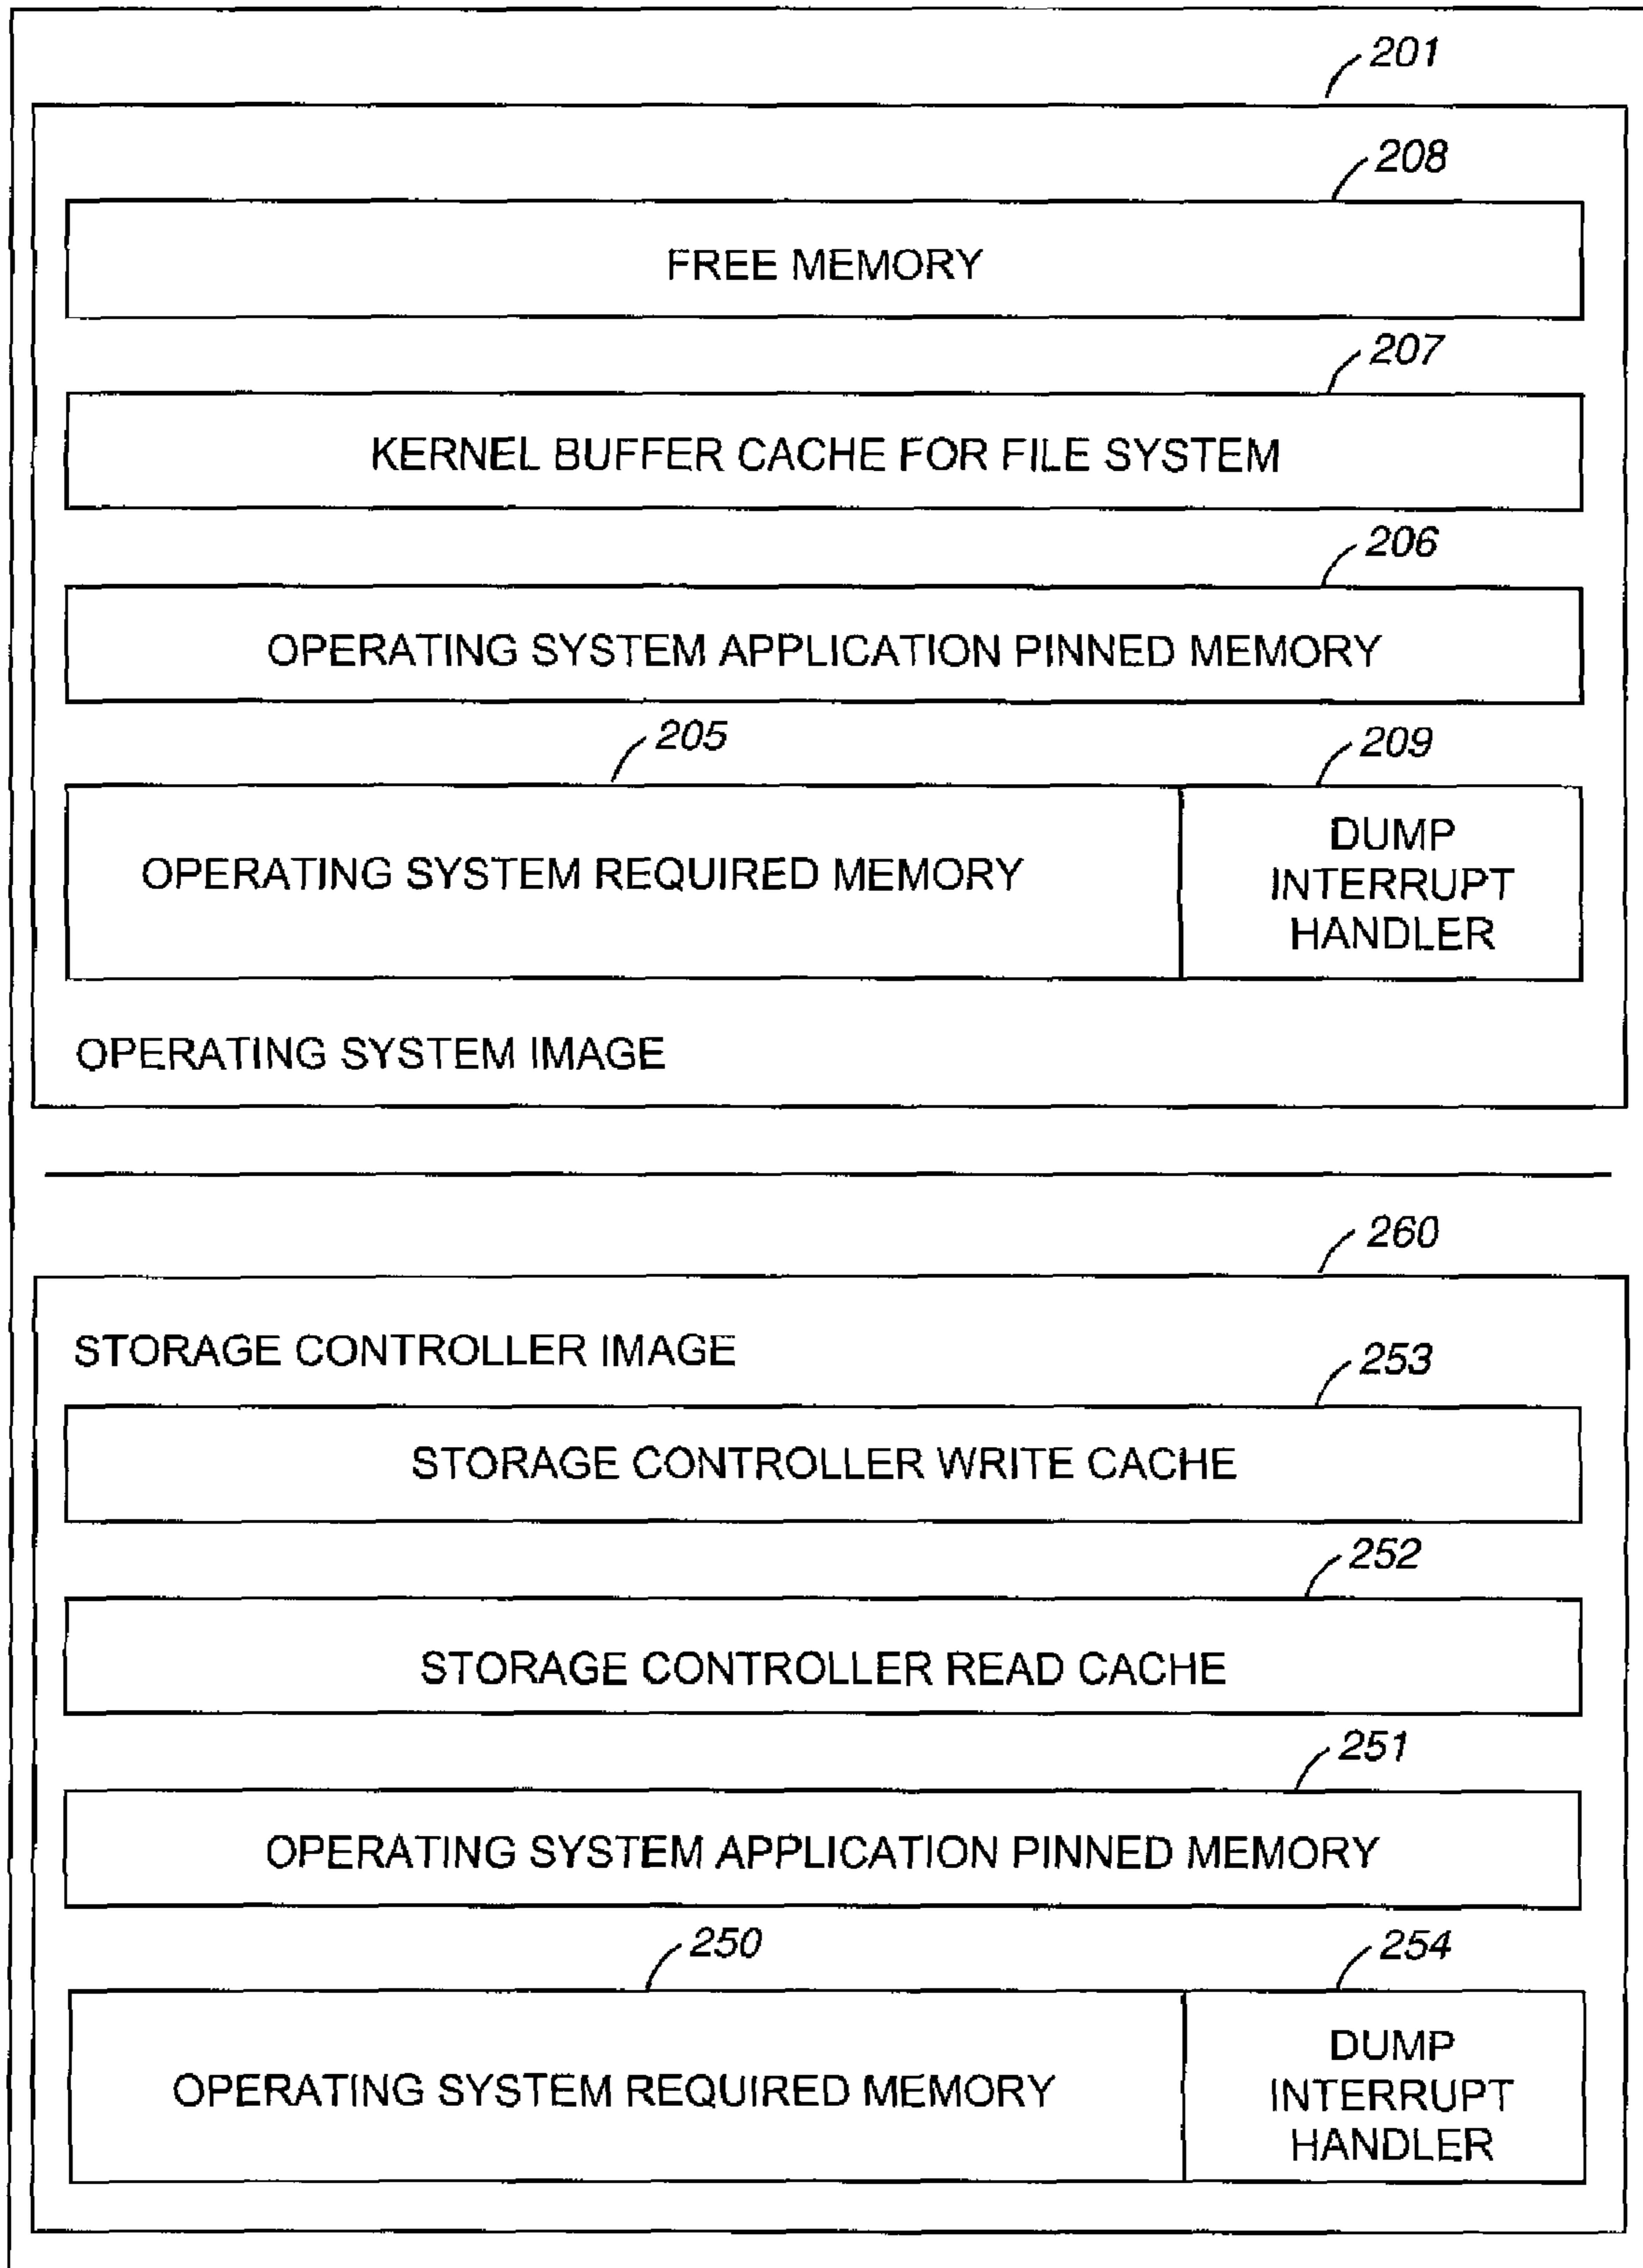 201
208
FREE MEMORY
207
KERNEL BUFFER CACHE FOR FILE SYSTEM
206
OPERATING SYSTEM APPLICATION PINNED MEMORY
205
209
OPERATING SYSTEM REQUIRED MEMORY
DUMP
INTERRUPT
HANDLER
OPERATING SYSTEM IMAGE
260
STORAGE CONTROLLER IMAGE
253
STORAGE CONTROLLER WRITE CACHE
252
STORAGE CONTROLLER READ CACHE
251
OPERATING SYSTEM APPLICATION PINNED MEMORY
250
254
OPERATING SYSTEM REQUIRED MEMORY
DUMP
INTERRUPT
HANDLER